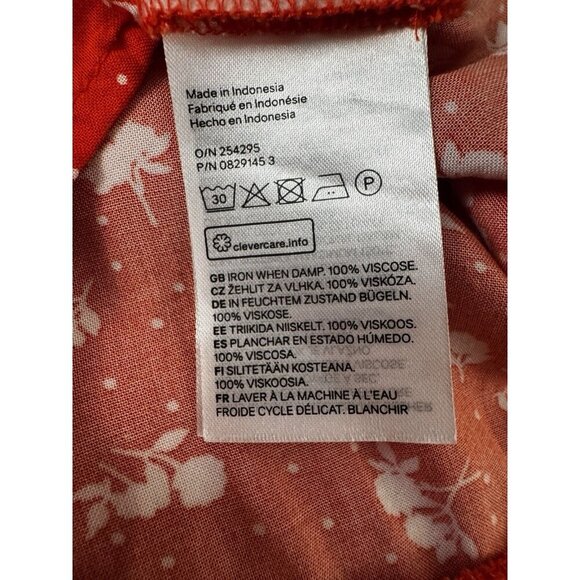 Made in Indonesia
Fabriqué en Indonésie
Hecho en Indonesia
O/N 254295
P/N 0829145 3
30
P
clevercare.info
GB IRON WHEN DAMP. 100% VISCOSE.
CZ ŽEHLIT ZA VLHKA. 100% VISKÓZA.
DE IN FEUCHTEM ZUSTAND BÜGELN.
100% VISKOSE.
EE TRIIKIDA NIISKELT. 100% VISKOOS.
ES PLANCHAR EN ESTADO HÚMEDO.
100% VISCOSA.
FI SILITETÄÄN KOSTEANA.
100% VISKOOSIA.
FR LAVER À LA MACHINE À L'EAU
FROIDE CYCLE DÉLICAT. BLANCHIR